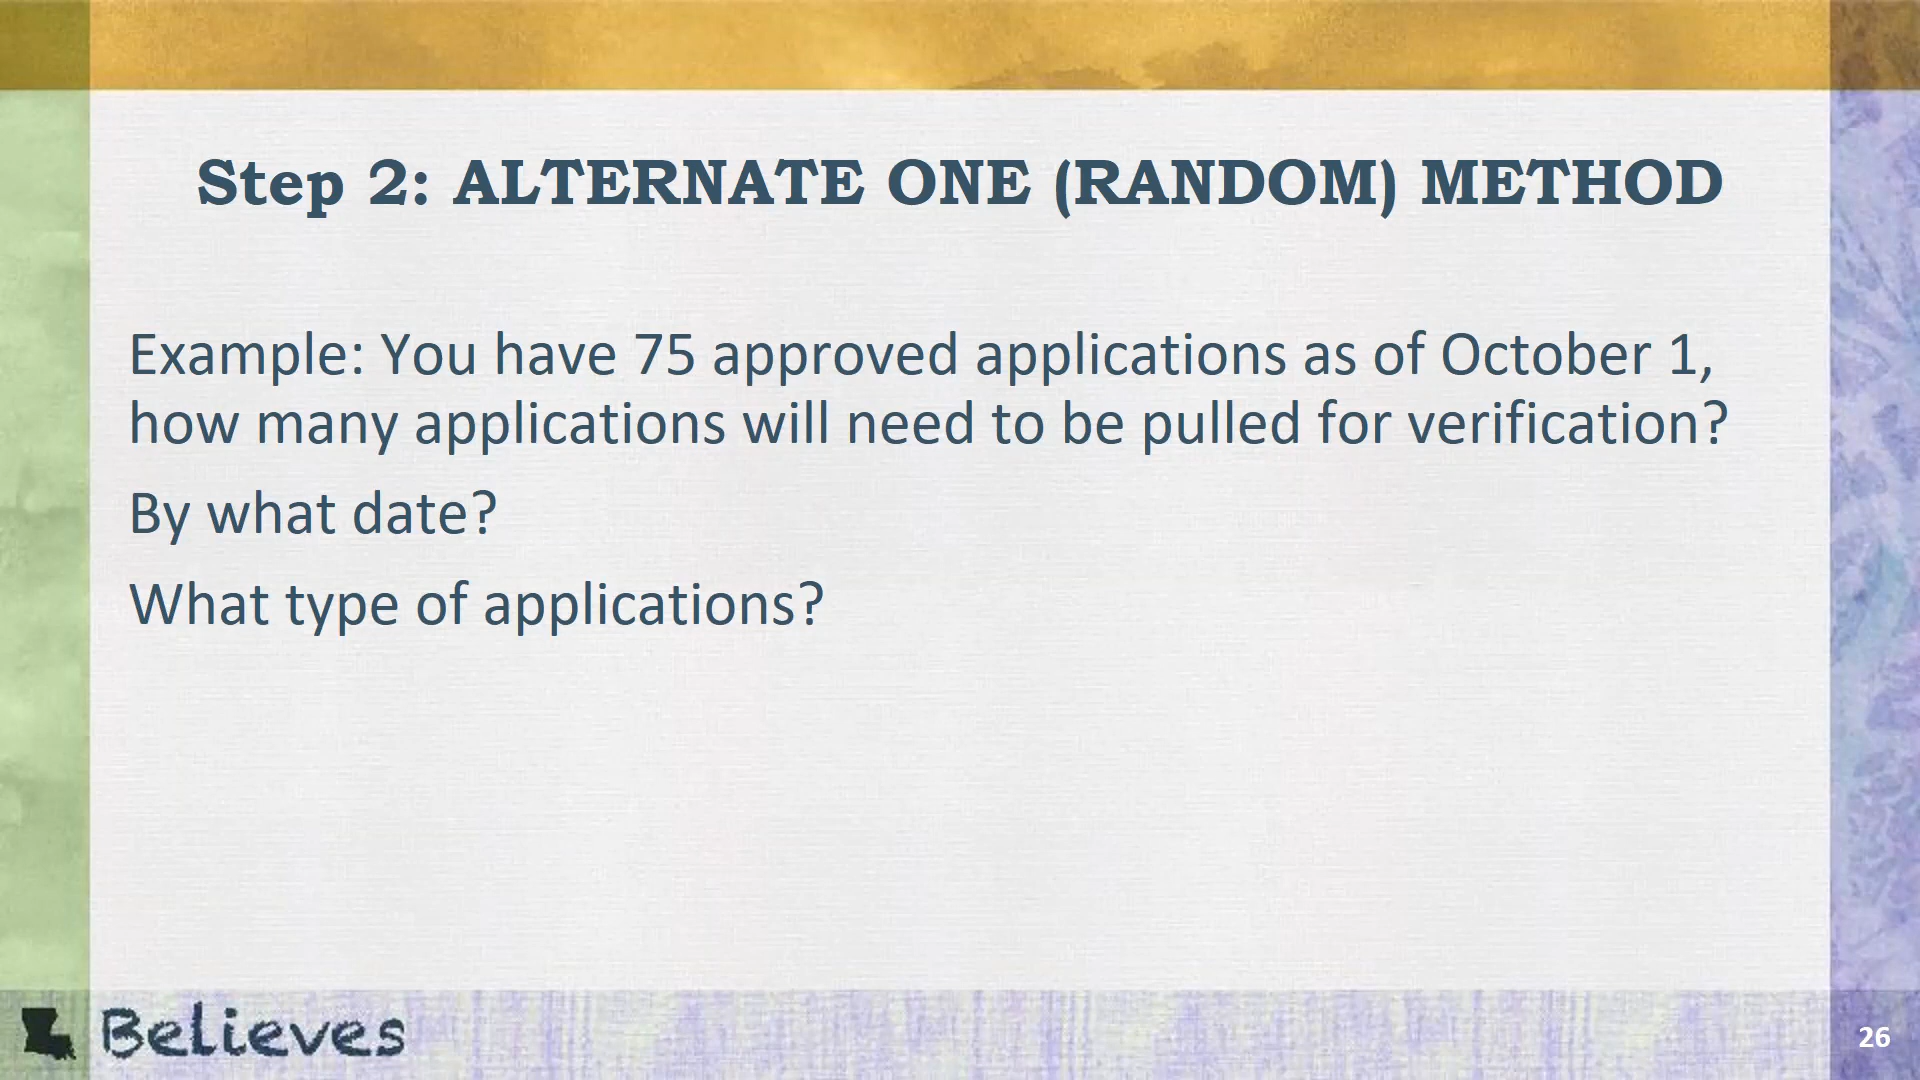 Step 2: ALTERNATE ONE (RANDOM) METHOD
Example: You have 75 approved applications as of October 1,
how many applications will need to be pulled for verification?
By what date?
What type of applications?
Believes
26